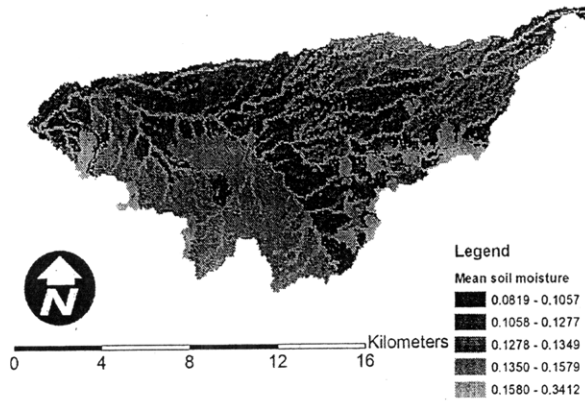 Legend
Mean soil moisture
0.0819 - 0.1057
0.1058 - 0.1277
0.1278 - 0.1349
0.1350 - 0.1579
0.1580 - 0.3412
N
Kilometers
0 4 8 12 16